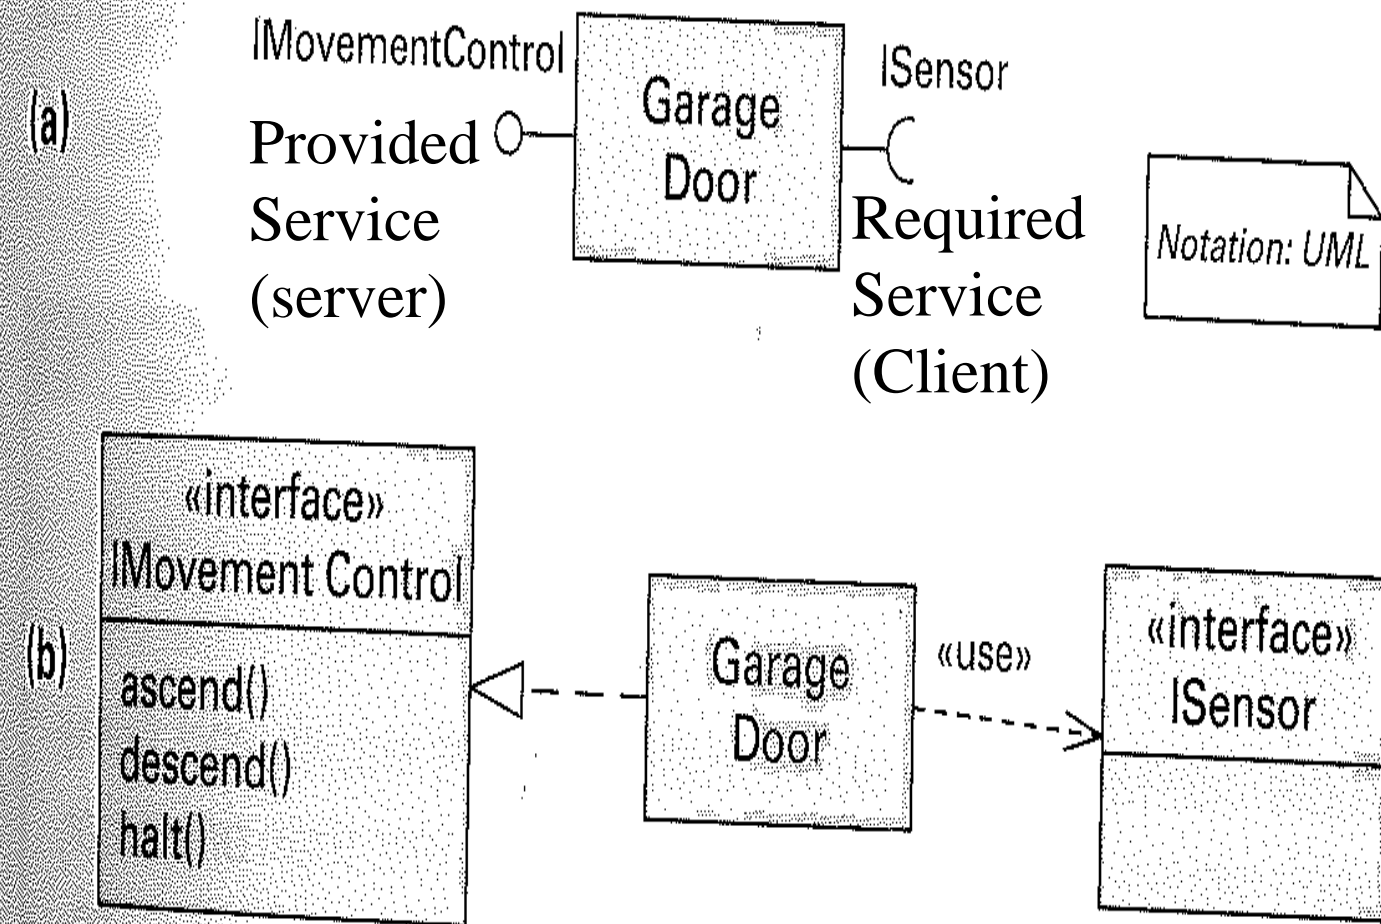 (a)
IMovementControl
Provided
Service
(server)
Garage
Door
ISensor
Required
Service
(Client)
Notation: UML
(b)
«interface»
IMovement Control
ascend()
descend()
halt()
Garage
Door
«use»
«interface»
ISensor